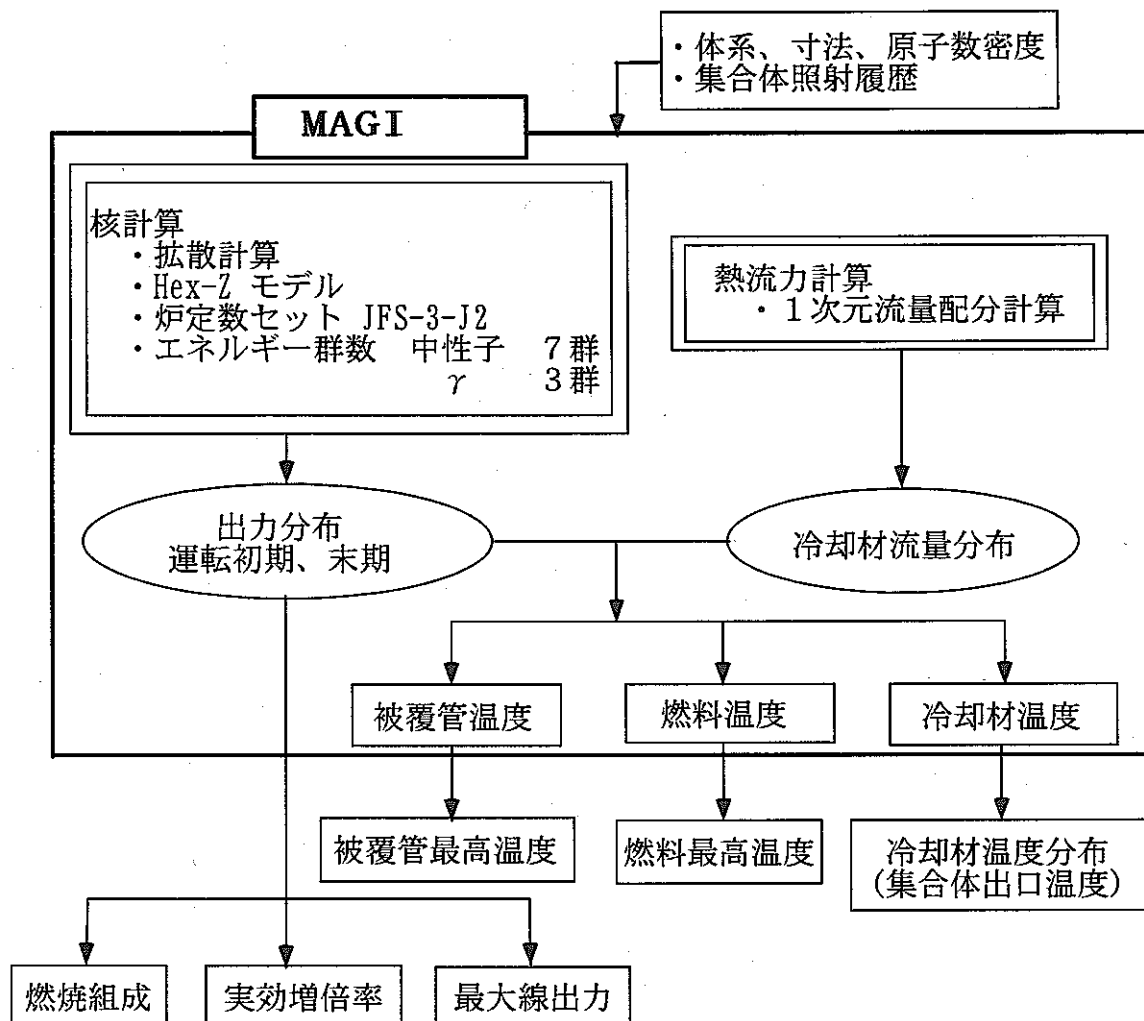 ・体系、寸法、原子数密度
・集合体照射履歴
MAGI
核計算
・拡散計算
・Hex-Z モデル
・炉定数セット JFS-3-J2
・エネルギー群数 中性子 7群
γ 3群
熱流力計算
・1次元流量配分計算
出力分布
運転初期、末期
冷却材流量分布
被覆管温度
燃料温度
冷却材温度
被覆管最高温度
燃料最高温度
冷却材温度分布
(集合体出口温度)
燃焼組成
実効増倍率
最大線出力